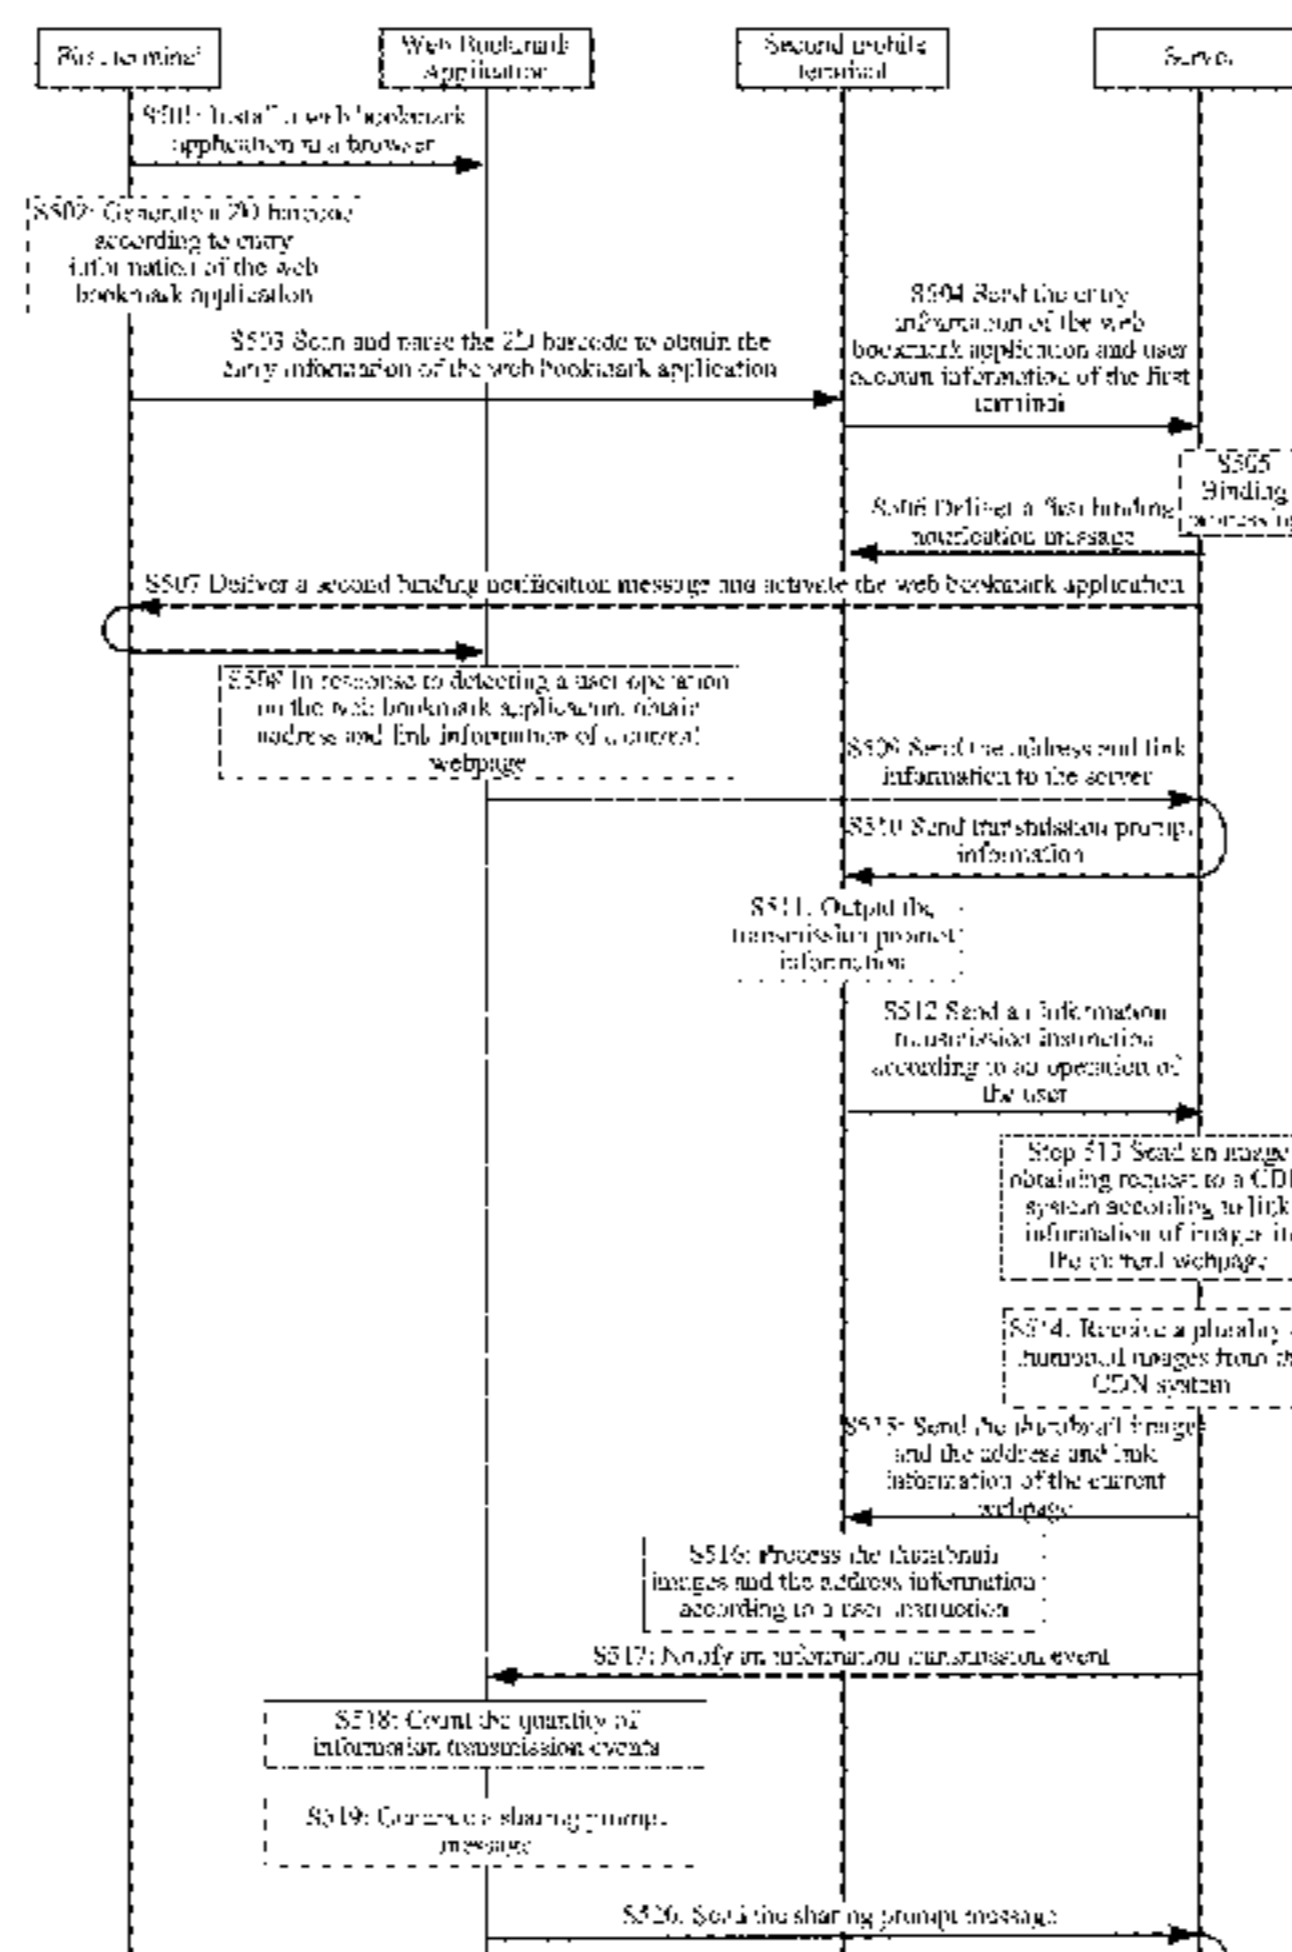 First terminal
Web Bookmark
Application
Second mobile
terminal
Server
S501: Install a web bookmark
application in a browser
S502: Generate a 2D barcode
according to entry
information of the web
bookmark application
S503 Scan and parse the 2D barcode to obtain the
entry information of the web bookmark application
S504 Send the entry
information of the web
bookmark application and user
account information of the first
terminal
S505
Binding
processing
S506 Deliver a first binding
notification message
S507 Deliver a second binding notification message and activate the web bookmark application
S508 In response to detecting a user operation
on the web bookmark application, obtain
address and link information of a current
webpage
S509 Send the address and link
information to the server
S510 Send transmission prompt
information
S511: Output the
transmission prompt
information
S512 Send an information
transmission instruction
according to an operation of
the user
Step 513 Send an image
obtaining request to a CD
system according to link
information of images in
the current webpage
S514: Receive a plurality
thumbnail images from
CDN system
S515: Send the thumbnail images
and the address and link
information of the current
webpage
S516: Process the thumbnail
images and the address information
according to a user instruction
S517: Notify an information transmission event
S518: Count the quantity of
information transmission events
S519: Generate a sharing prompt
message
S520: Send the sharing prompt message